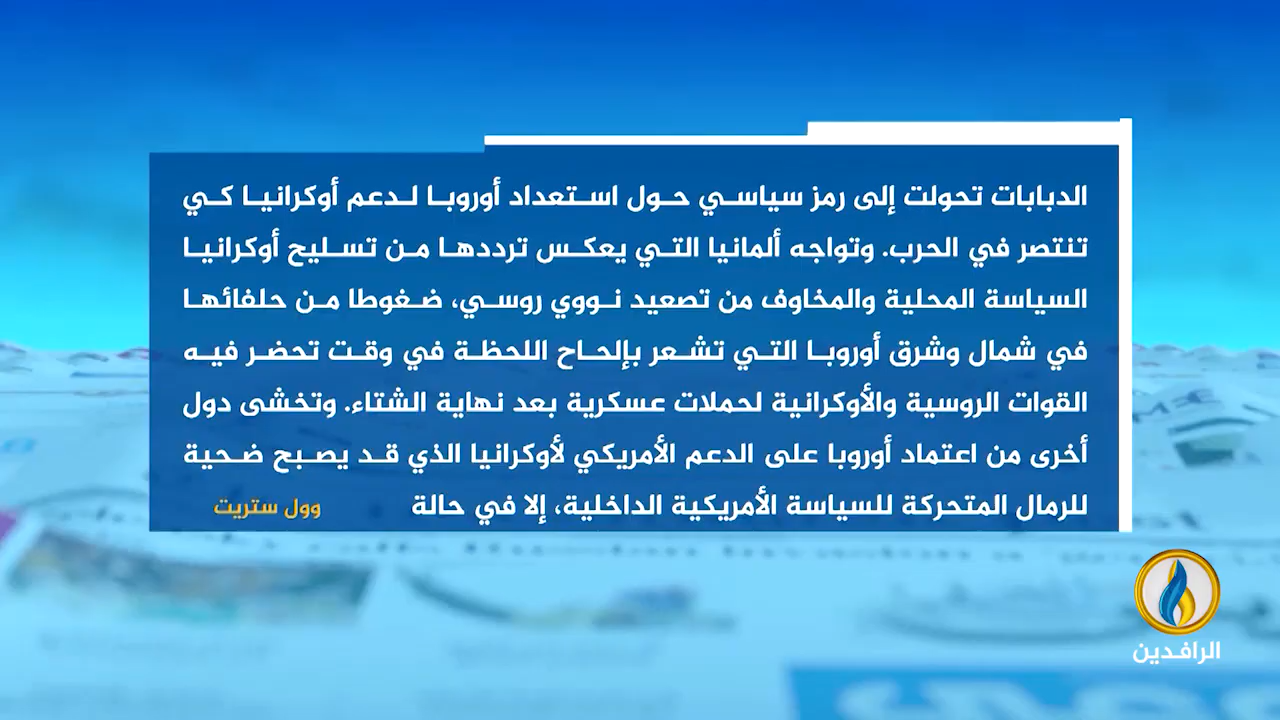 الدبابات تحولت إلى رمز سياسي حول استعداد أوروبا لدعم أوكرانيا كي
تنتصر في الحرب. وتواجه ألمانيا التي يعكس ترددها من تسليح أوكرانيا
السياسة المحلية والمخاوف من تصعيد نووي روسي، ضغوطا من حلفائها
في شمال وشرق أوروبا التي تشعر بإلحاح اللحظة في وقت تحضر فيه
القوات الروسية والأوكرانية لحملات عسكرية بعد نهاية الشتاء. وتخشى دول
أخرى من اعتماد أوروبا على الدعم الأمريكي لأوكرانيا الذي قد يصبح ضحية
للرمال المتحركة للسياسة الأمريكية الداخلية، إلا في حالة
وول ستريت
الرافدين